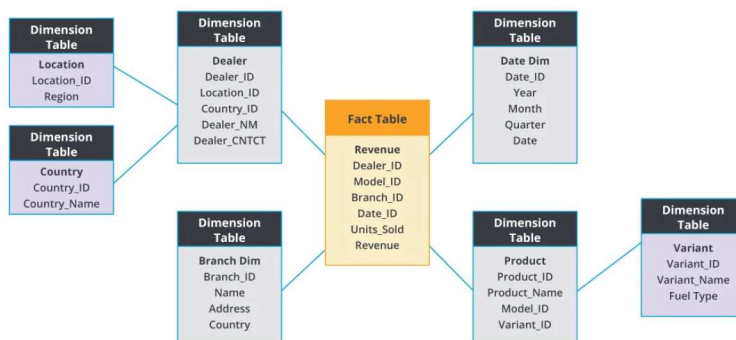 Dimension
Table
Location
Location_ID
Region
Dimension
Table
Country
Country_ID
Country_Name
Dimension
Table
Dealer
Dealer_ID
Location_ID
Country_ID
Dealer_NM
Dealer_CNTCT
Dimension
Table
Branch Dim
Branch_ID
Name
Address
Country
Fact Table
Revenue
Dealer_ID
Model_ID
Branch_ID
Date_ID
Units_Sold
Revenue
Dimension
Table
Date Dim
Date_ID
Year
Month
Quarter
Date
Dimension
Table
Product
Product_ID
Product_Name
Model_ID
Variant_ID
Dimension
Table
Variant
Variant_ID
Variant_Name
Fuel Type